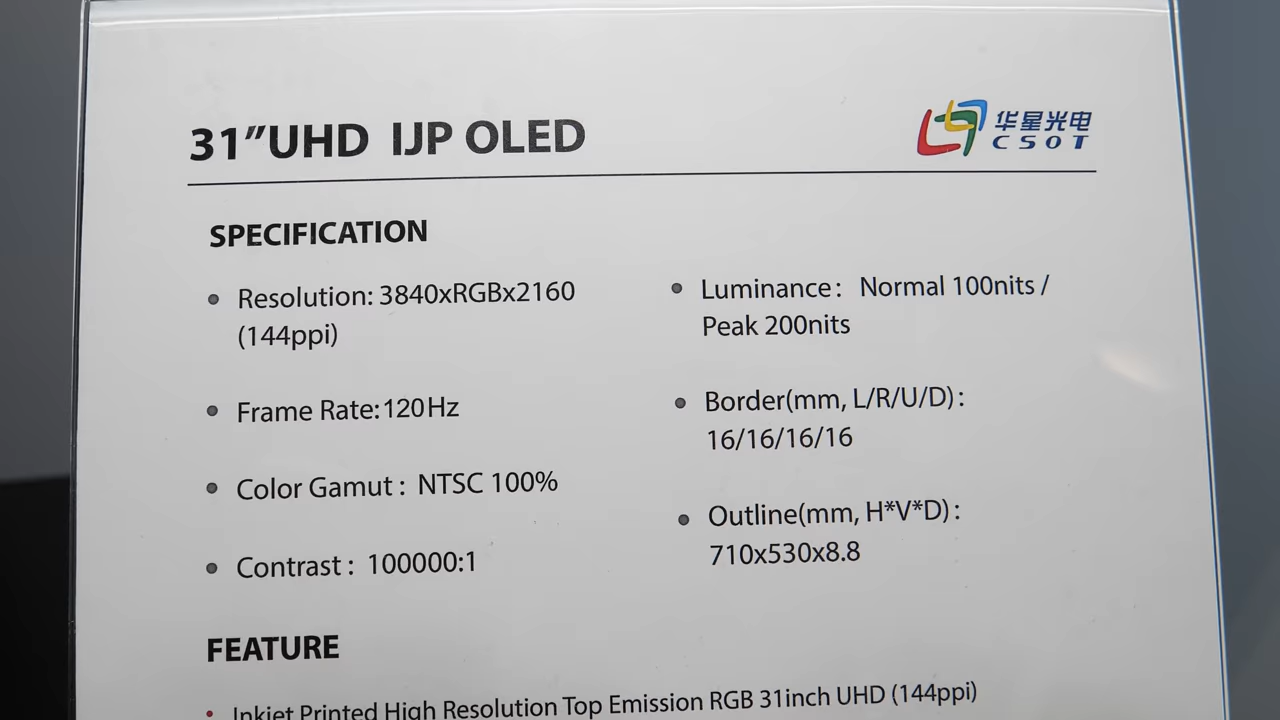 31”UHD IJP OLED
华星光电
CSOT
SPECIFICATION
Resolution: 3840xRGBx2160
(144ppi)
Frame Rate: 120Hz
Color Gamut : NTSC 100%
Contrast : 100000:1
Luminance : Normal 100nits /
Peak 200nits
Border(mm, L/R/U/D) :
16/16/16/16
Outline(mm, H*V*D) :
710x530x8.8
FEATURE
Inkjet Printed High Resolution Top Emission RGB 31inch UHD (144ppi)